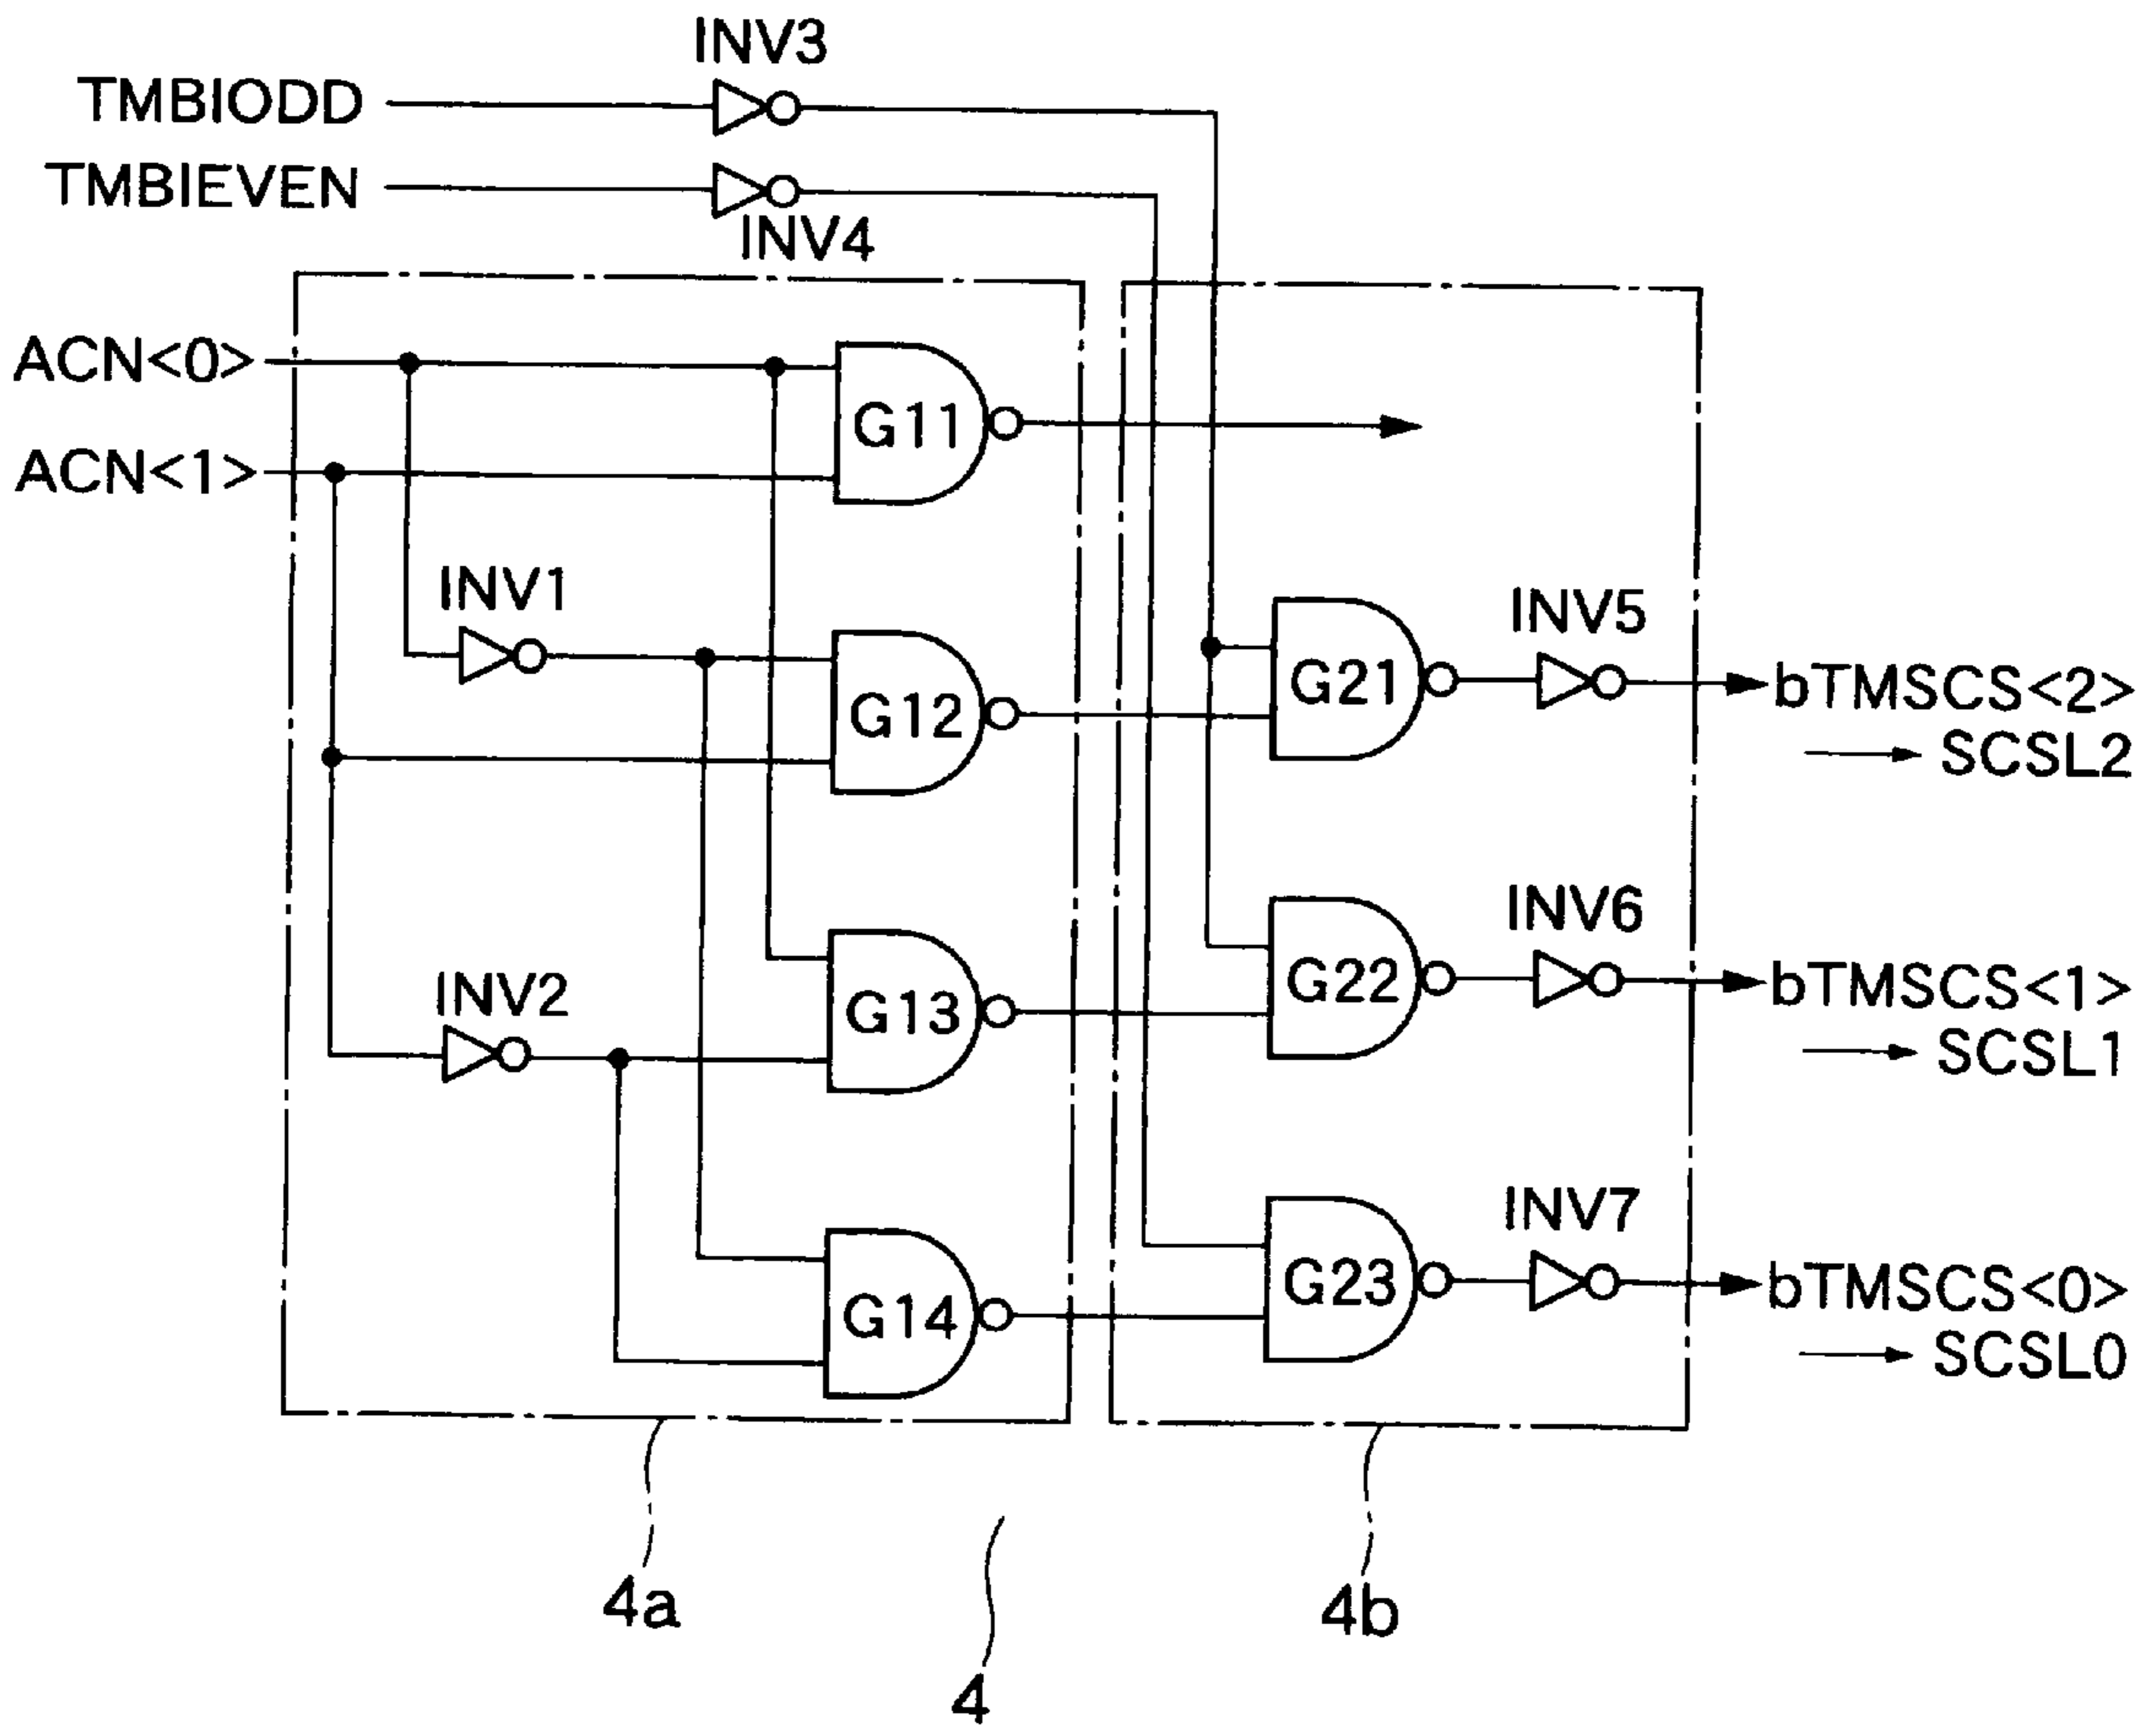 INV3
TMBIODD
TMBIEVEN
INV4
ACN<0>
G11
ACN<1>
INV1
INV5
G12
G21
bTMSCS<2>
SCSL2
INV6
INV2
G13
G22
bTMSCS<1>
SCSL1
INV7
G14
G23
bTMSCS<0>
SCSL0
4a
4b
4